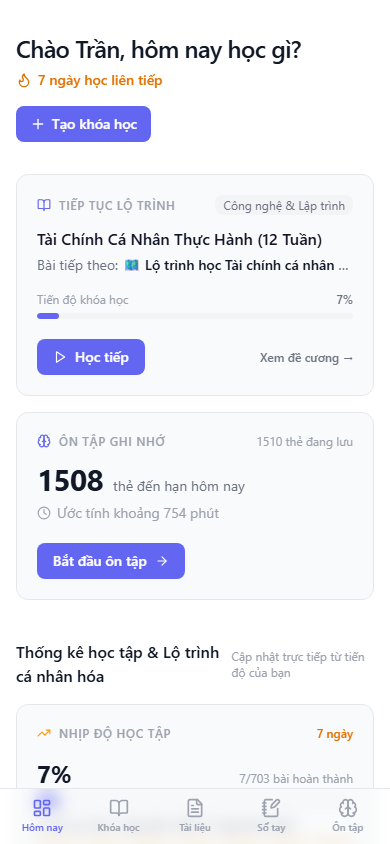 Chào Trần, hôm nay học gì?
7 ngày học liên tiếp
Tạo khóa học
TIẾP TỤC LỘ TRÌNH
Công nghệ & Lập trình
Tài Chính Cá Nhân Thực Hành (12 Tuần)
Bài tiếp theo: Lộ trình học Tài chính cá nhân ...
Tiến độ khóa học
7%
Học tiếp
Xem đề cương →
ÔN TẬP GHI NHỚ
1510 thẻ đang lưu
1508 thẻ đến hạn hôm nay
Ước tính khoảng 754 phút
Bắt đầu ôn tập →
Thống kê học tập & Lộ trình
cá nhân hóa
Cập nhật trực tiếp từ tiến
độ của bạn
NHỊP ĐỘ HỌC TẬP
7 ngày
7%
7/703 bài hoàn thành
Hôm nay
Khóa học
Tài liệu
Sổ tay
Ôn tập